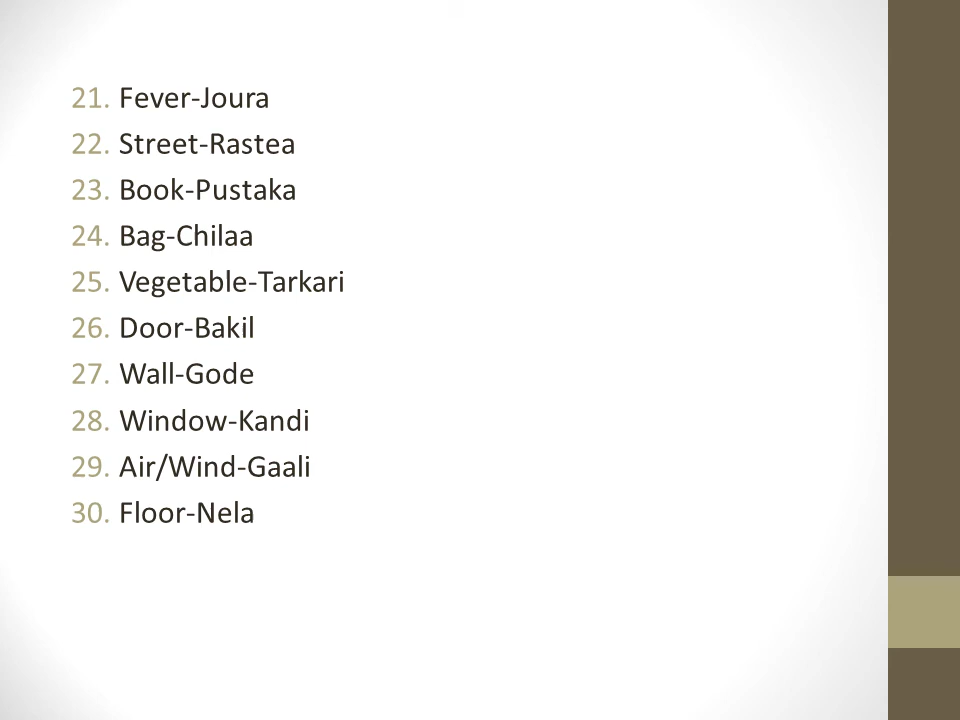 21. Fever-Joura
22. Street-Rastea
23. Book-Pustaka
24. Bag-Chilaa
25. Vegetable-Tarkari
26. Door-Bakil
27. Wall-Gode
28. Window-Kandi
29. Air/Wind-Gaali
30. Floor-Nela